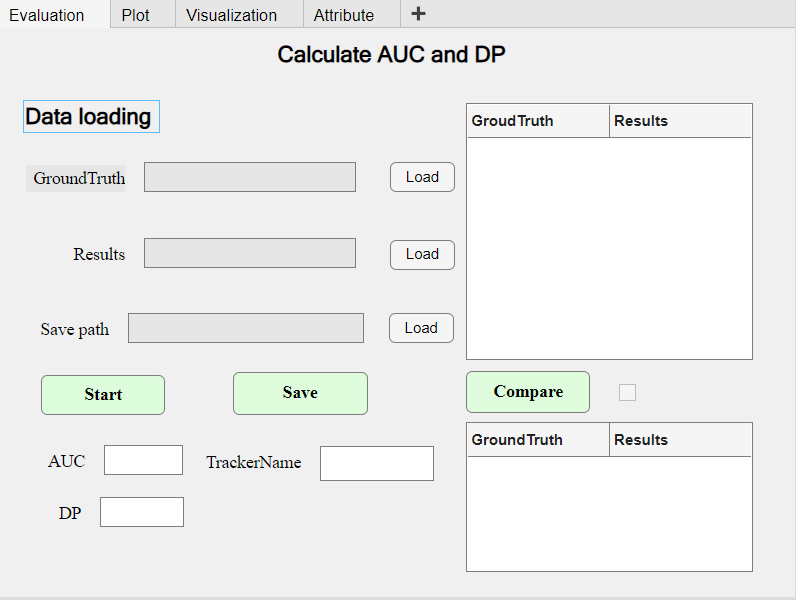 Evaluation Plot Visualization Attribute
Calculate AUC and DP
Data loading
GroundTruth Load
Results Load
Save path Load
Start Save
AUC TrackerName
DP
GroudTruth Results
Compare
GroundTruth Results